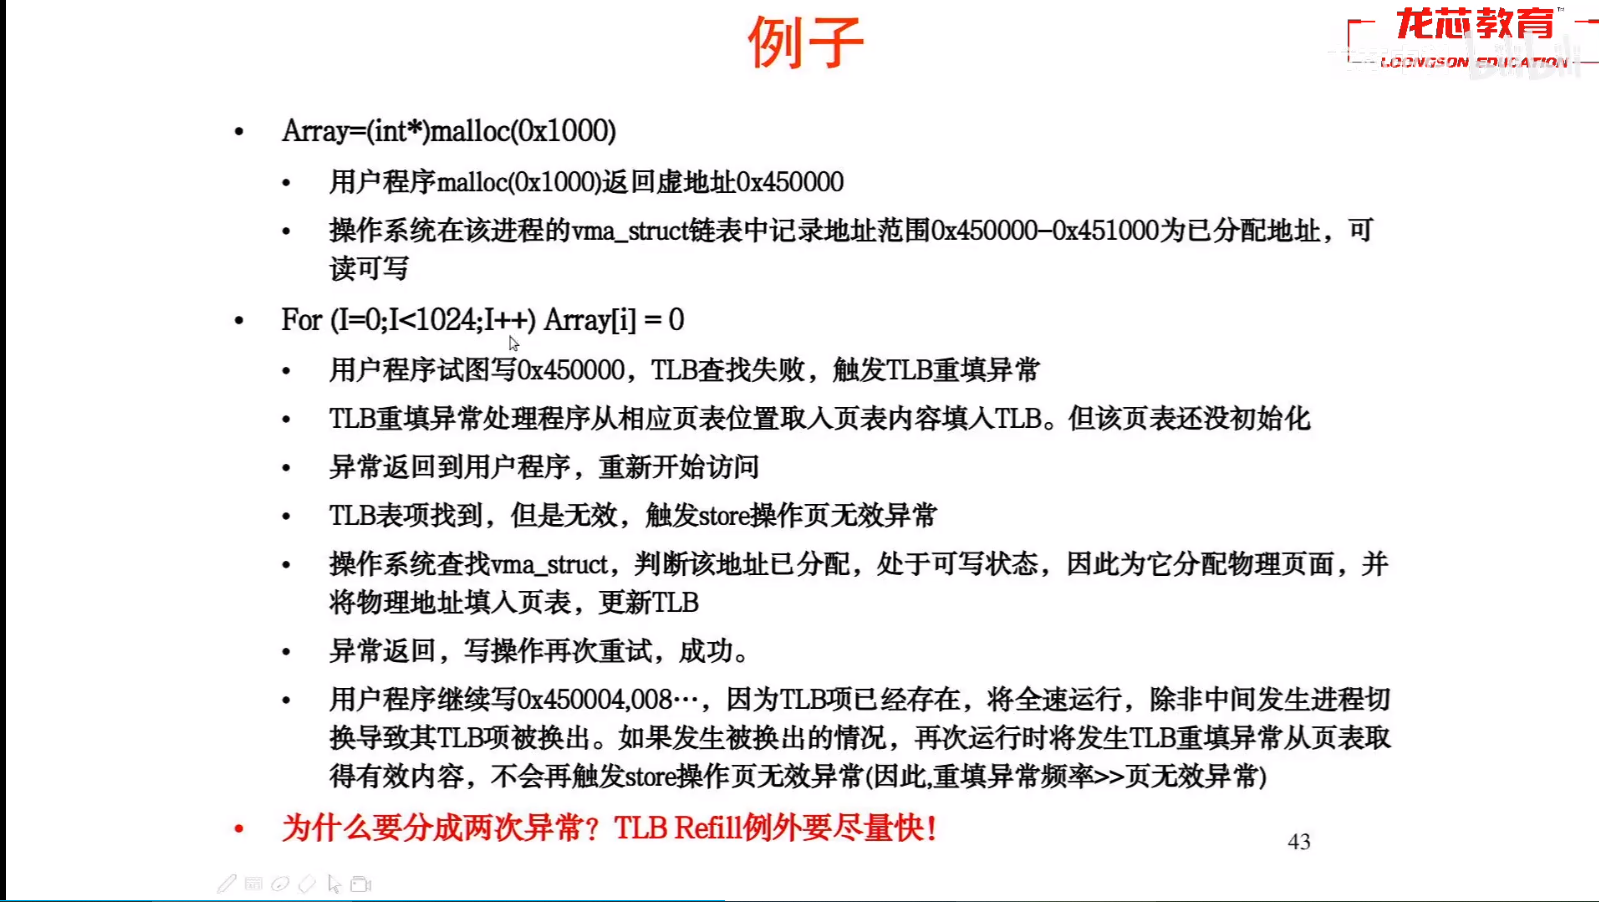 例子
龙芯教育
LOONGSON EDUCATION
• Array=(int*)malloc(0x1000)
• 用户程序malloc(0x1000)返回虚地址0x450000
• 操作系统在该进程的vma_struct链表中记录地址范围0x450000-0x451000为已分配地址，可
读可写
• For (I=0;I<1024;I++) Array[i] = 0
• 用户程序试图写0x450000，TLB查找失败，触发TLB重填异常
• TLB重填异常处理程序从相应页表位置取入页表内容填入TLB。但该页表还没初始化
• 异常返回到用户程序，重新开始访问
• TLB表项找到，但是无效，触发store操作页无效异常
• 操作系统查找vma_struct，判断该地址已分配，处于可写状态，因此为它分配物理页面，并
将物理地址填入页表，更新TLB
• 异常返回，写操作再次重试，成功。
• 用户程序继续写0x450004,008…，因为TLB项已经存在，将全速运行，除非中间发生进程切
换导致其TLB项被换出。如果发生被换出的情况，再次运行时将发生TLB重填异常从页表取
得有效内容，不会再触发store操作页无效异常(因此,重填异常频率>>页无效异常)
• 为什么要分成两次异常？TLB Refill例外要尽量快！
43